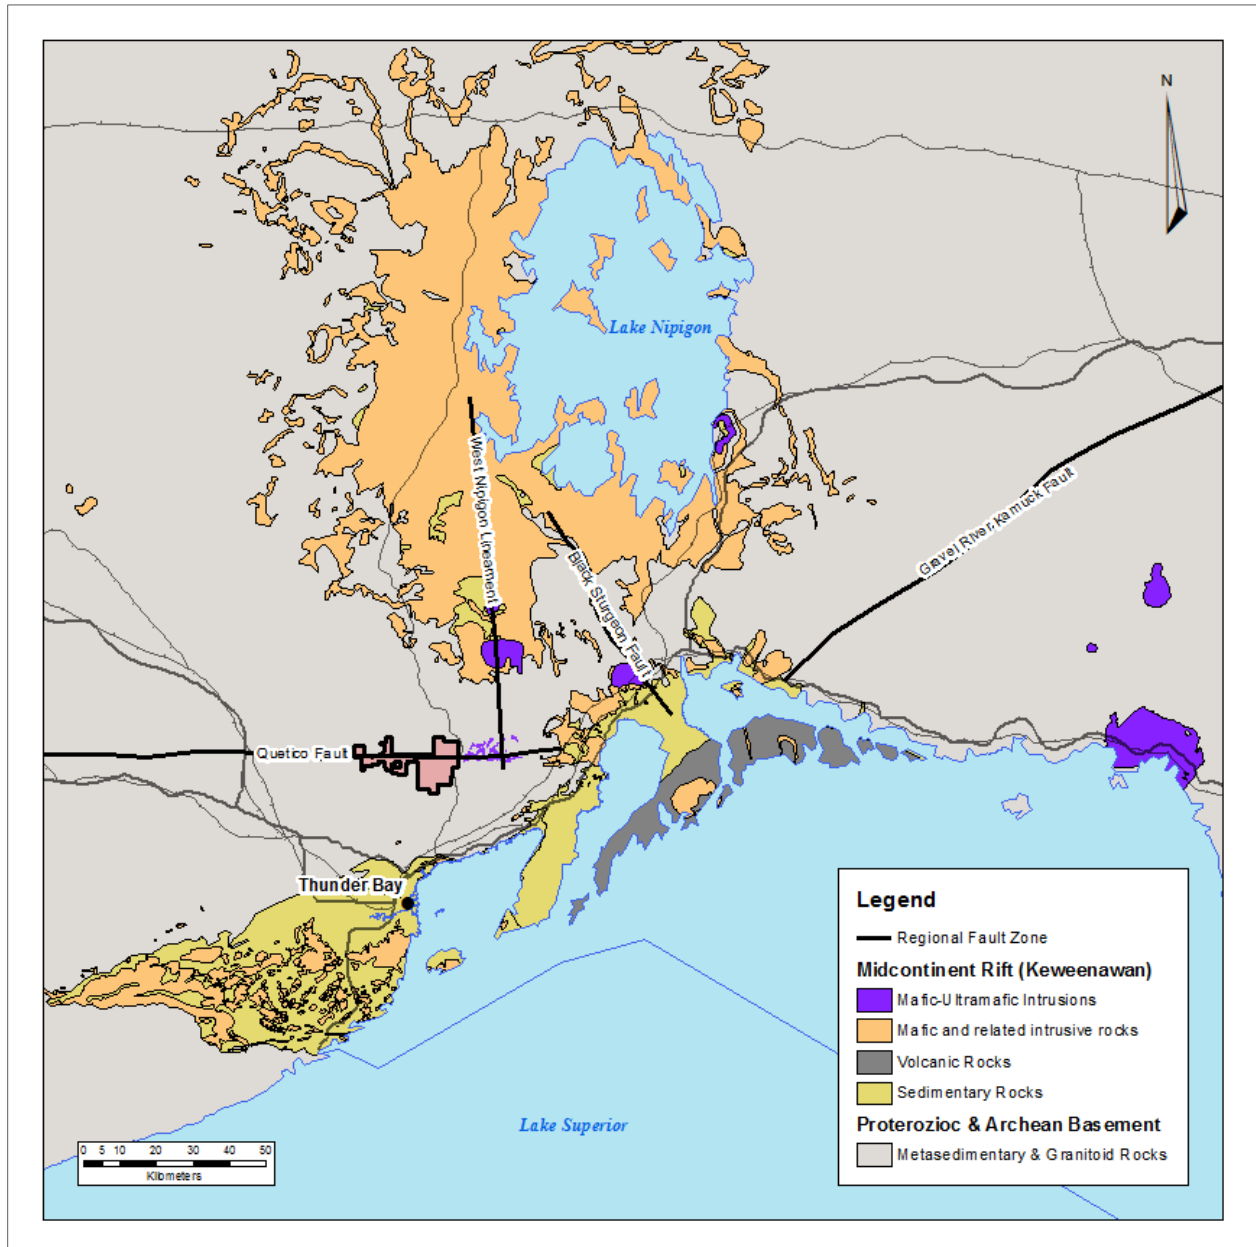 N
Lake Nipigon
West Nipigon Lineament
Black Sturgeon Fault
Gravel River/Kamuck Fault
Quetico Fault
Thunder Bay
Lake Superior
0 5 10 20 30 40 50
Kilometers
Legend
Regional Fault Zone
Midcontinent Rift (Keweenawan)
Mafic-Ultramafic Intrusions
Mafic and related intrusive rocks
Volcanic Rocks
Sedimentary Rocks
Proterozioc & Archean Basement
Metasedimentary & Granitoid Rocks